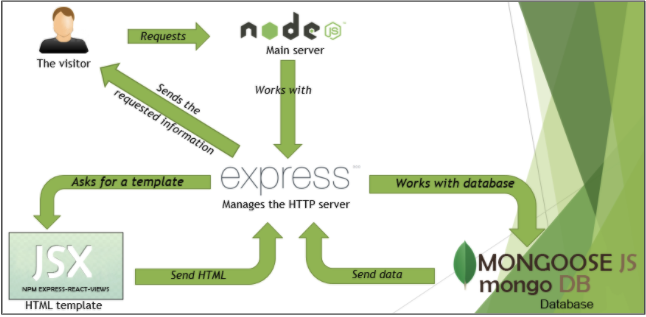 Requests
node
JS
Main server
The visitor
Sends the
requested information
Works with
Asks for a template
express
Manages the HTTP server
Works with database
JSX
NPM EXPRESS-REACT-VIEWS
HTML template
Send HTML
Send data
MONGOOSE JS
mongo DB
Database